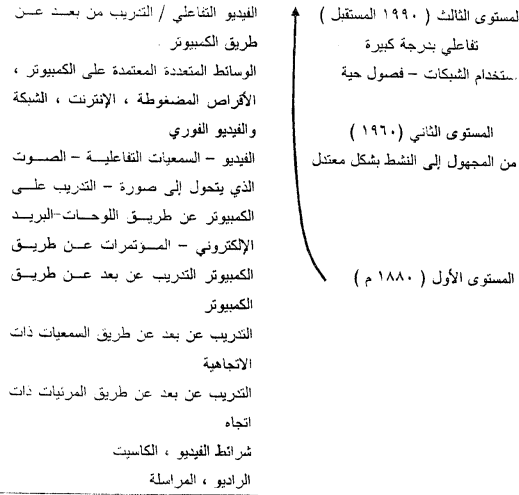 لمستوى الثالث ( ١٩٩٠ المستقبل )
تفاعلي بدرجة كبيرة
ستخدام الشبكات – فصول حية
المستوى الثاني ( ١٩٦٠ )
من المجهول إلى النشط بشكل معتدل
المستوى الأول ( ١٨٨٠ م )
الفيديو التفاعلي / التدريب من بعد عن
طريق الكمبيوتر
الوسائط المتعددة المعتمدة على الكمبيوتر ،
الأقراص المضغوطة ، الإنترنت ، الشبكة
والفيديو الفوري
الفيديو – السمعيات التفاعلية – الصوت
الذي يتحول إلى صورة – التدريب على
الكمبيوتر عن طريق اللوحات-البريد
الإلكتروني – المؤتمرات عن طريق
الكمبيوتر التدريب عن بعد عن طريق
الكمبيوتر
التدريب عن بعد عن طريق السمعيات ذات
الاتجاهية
التدريب عن بعد عن طريق المرئيات ذات
اتجاه
شرائط الفيديو ، الكاسيت
الراديو ، المراسلة